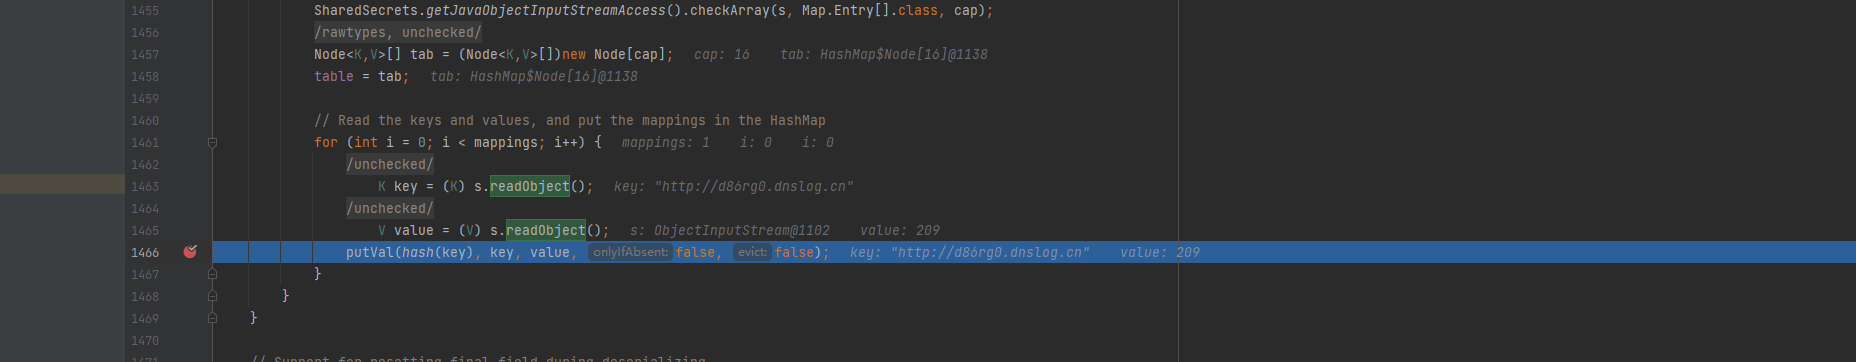 1455 SharedSecrets.getJavaObjectInputStreamAccess().checkArray(s, Map.Entry[].class, cap);
1456 /rawtypes, unchecked/
1457 Node<K,V>[] tab = (Node<K,V>[])new Node[cap]; cap: 16 tab: HashMap$Node[16]@1138
1458 table = tab; tab: HashMap$Node[16]@1138
1459
1460 // Read the keys and values, and put the mappings in the HashMap
1461 for (int i = 0; i < mappings; i++) { mappings: 1 i: 0 i: 0
1462 /unchecked/
1463 K key = (K) s.readObject(); key: "http://d86rg0.dnslog.cn"
1464 /unchecked/
1465 V value = (V) s.readObject(); s: ObjectInputStream@1102 value: 209
1466 putVal(hash(key), key, value, onlyIfAbsent: false, evict: false); key: "http://d86rg0.dnslog.cn" value: 209
1467 }
1468 }
1469 }
1470
1471 // Support for resetting final field during deserializing